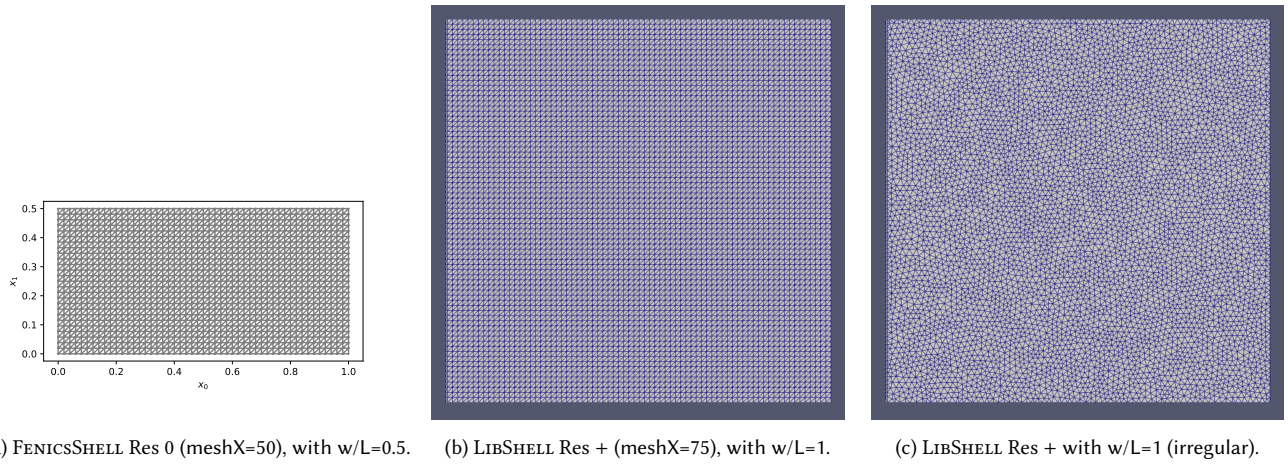 0.5
0.4
0.3
0.2
0.1
0.0
x₁
0.0 0.2 0.4 0.6 0.8 1.0
x₀
) FenicsShell Res 0 (meshX=50), with w/L=0.5.
(b) LibShell Res + (meshX=75), with w/L=1.
(c) LibShell Res + with w/L=1 (irregular).